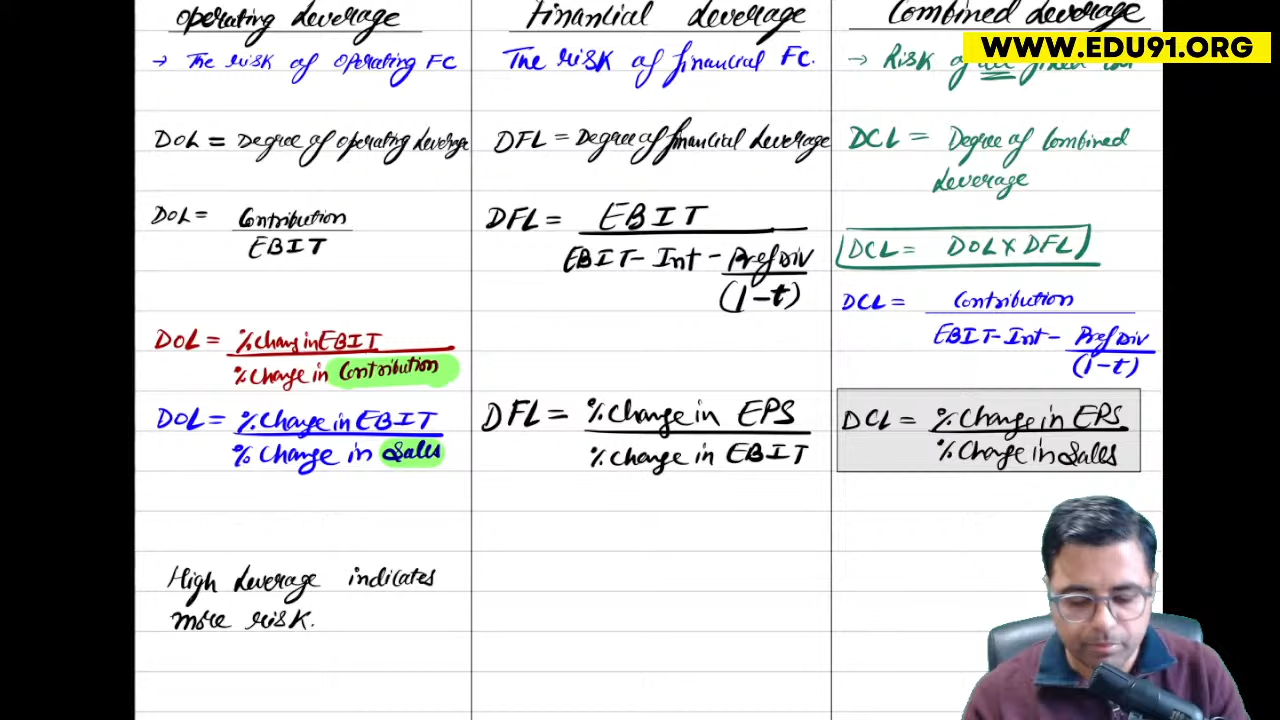 operating Leverage
→ The risk of operating FC
DOL = Degree of operating Leverage
DOL = Contribution
EBIT
DOL = % Chang in EBIT
% Change in Contribution
DOL = % Change in EBIT
% Change in Sales
High Leverage indicates
more risk.
Financial Leverage
The risk of financial FC.
DFL = Degree of financial Leverage
DFL = EBIT
EBIT - Int - Pref Div
(1-t)
DFL = % Change in EPS
% Change in EBIT
Combined Leverage
WWW.EDU91.ORG
→ Risk of all fixed
DCL = Degree of Combined
Leverage
DCL = DOL X DFL
DCL = Contribution
EBIT - Int - Pref Div
(1-t)
DCL = % Change in EPS
% Change in Sales